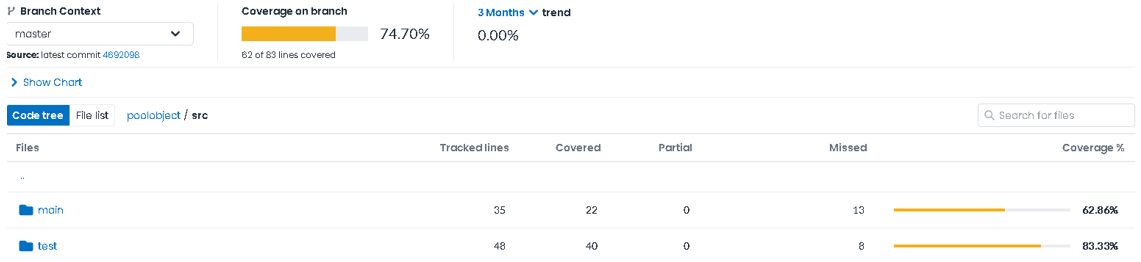 Branch Context
master
Source: latest commit 4692098
Coverage on branch
74.70%
62 of 83 lines covered
3 Months trend
0.00%
Show Chart
Code tree File list poolobject / src Search for files
Files Tracked lines Covered Partial Missed Coverage %
..
main 35 22 0 13 62.86%
test 48 40 0 8 83.33%